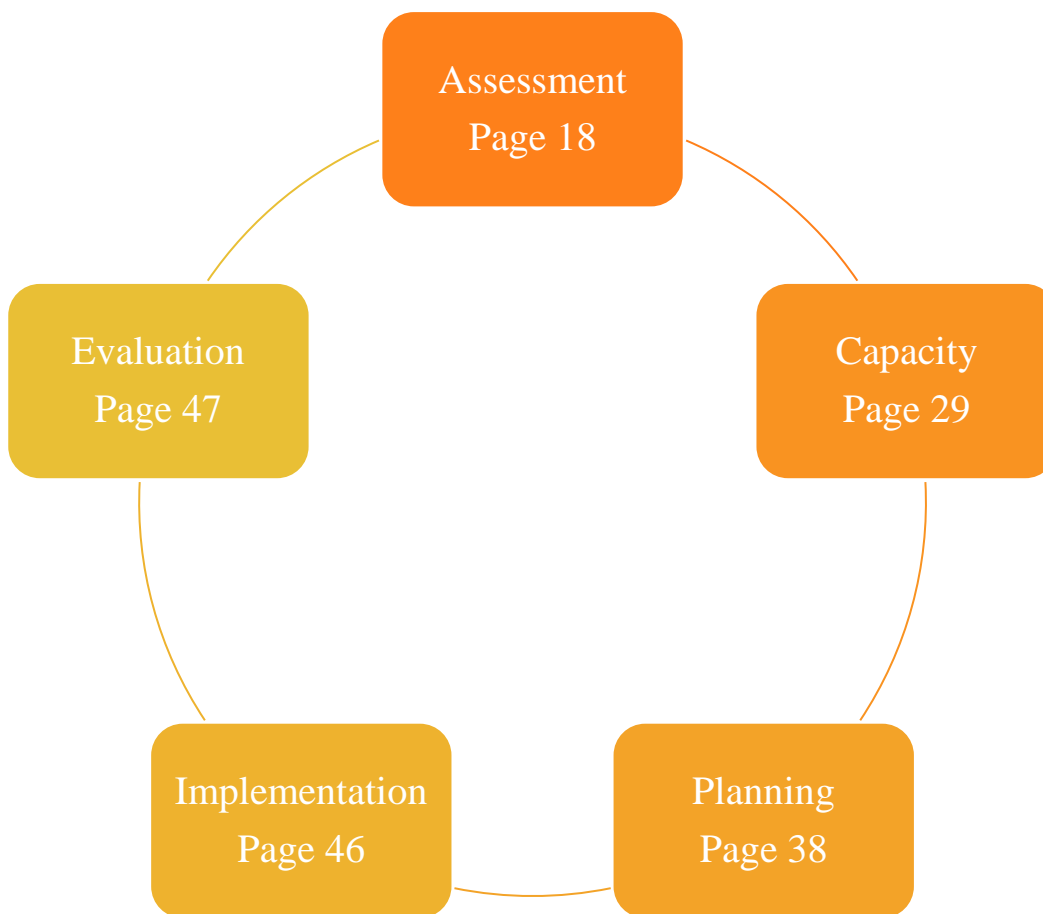 Assessment
Page 18
Capacity
Page 29
Planning
Page 38
Implementation
Page 46
Evaluation
Page 47